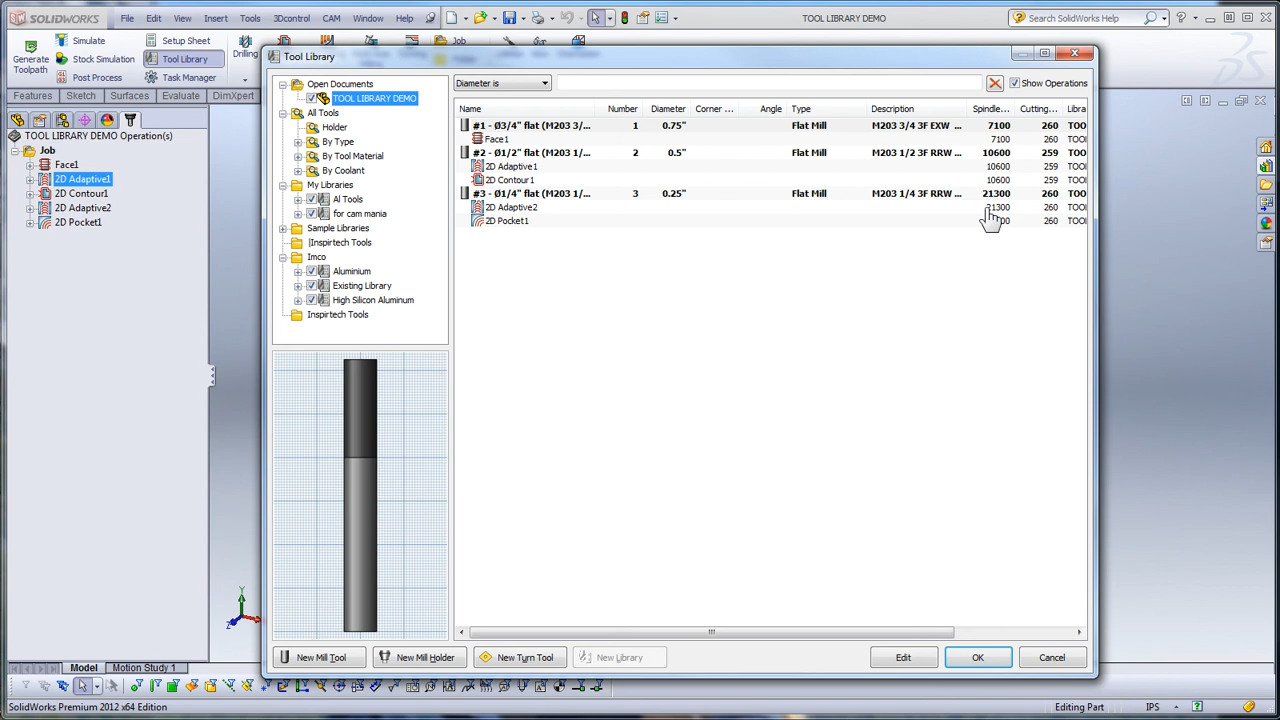 SOLIDWORKS File Edit View Insert Tools 3Control CAM Window Help TOOL LIBRARY DEMO Search SolidWorks Help
Generate Toolpath
Simulate
Stock Simulation
Post Process
Setup Sheet
Tool Library
Task Manager
Drilling
Job
Features Sketch Surfaces Evaluate DimXpert
TOOL LIBRARY DEMO Operation(s)
Job
Face1
2D Adaptive1
2D Contour1
2D Adaptive2
2D Pocket1
Tool Library
Open Documents
TOOL LIBRARY DEMO
All Tools
Holder
By Type
By Tool Material
By Coolant
My Libraries
Al Tools
for cam mania
Sample Libraries
|Inspirtech Tools
Imco
Aluminium
Existing Library
High Silicon Aluminum
Inspirtech Tools
Diameter is Show Operations
Name Number Diameter Corner ... Angle Type Description Spindle... Cutting... Libra
#1 - Ø3/4" flat (M203 3/... 1 0.75" Flat Mill M203 3/4 3F EXW ... 7100 260 TOO
Face1 7100 260 TOOI
#2 - Ø1/2" flat (M203 1/... 2 0.5" Flat Mill M203 1/2 3F RRW ... 10600 259 TOO
2D Adaptive1 10600 259 TOOI
2D Contour1 10600 259 TOOI
#3 - Ø1/4" flat (M203 1/... 3 0.25" Flat Mill M203 1/4 3F RRW ... 21300 260 TOO
2D Adaptive2 21300 260 TOOI
2D Pocket1 260 TOOI
New Mill Tool New Mill Holder New Turn Tool New Library Edit OK Cancel
Y
X
Z
Model Motion Study 1
SolidWorks Premium 2012 x64 Edition Editing Part IPS